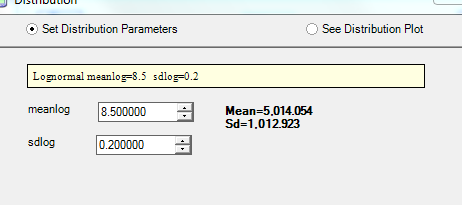 Distribution
Set Distribution Parameters
See Distribution Plot
Lognormal meanlog=8.5 sdlog=0.2
meanlog
8.500000
Mean=5,014.054
Sd=1,012.923
sdlog
0.200000